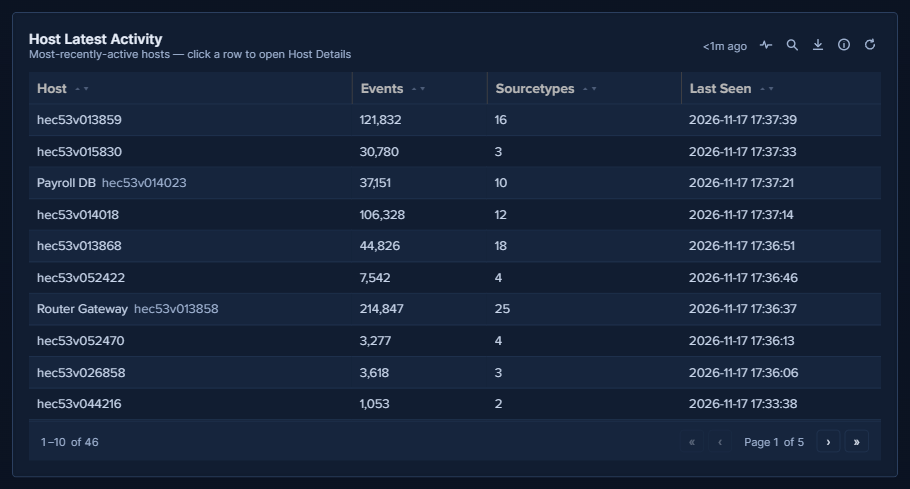 Host Latest Activity
Most-recently-active hosts — click a row to open Host Details
<1m ago
Host Events Sourcetypes Last Seen
hec53v013859 121,832 16 2026-11-17 17:37:39
hec53v015830 30,780 3 2026-11-17 17:37:33
Payroll DB hec53v014023 37,151 10 2026-11-17 17:37:21
hec53v014018 106,328 12 2026-11-17 17:37:14
hec53v013868 44,826 18 2026-11-17 17:36:51
hec53v052422 7,542 4 2026-11-17 17:36:46
Router Gateway hec53v013858 214,847 25 2026-11-17 17:36:37
hec53v052470 3,277 4 2026-11-17 17:36:13
hec53v026858 3,618 3 2026-11-17 17:36:06
hec53v044216 1,053 2 2026-11-17 17:33:38
1–10 of 46 « ‹ Page 1 of 5 › »